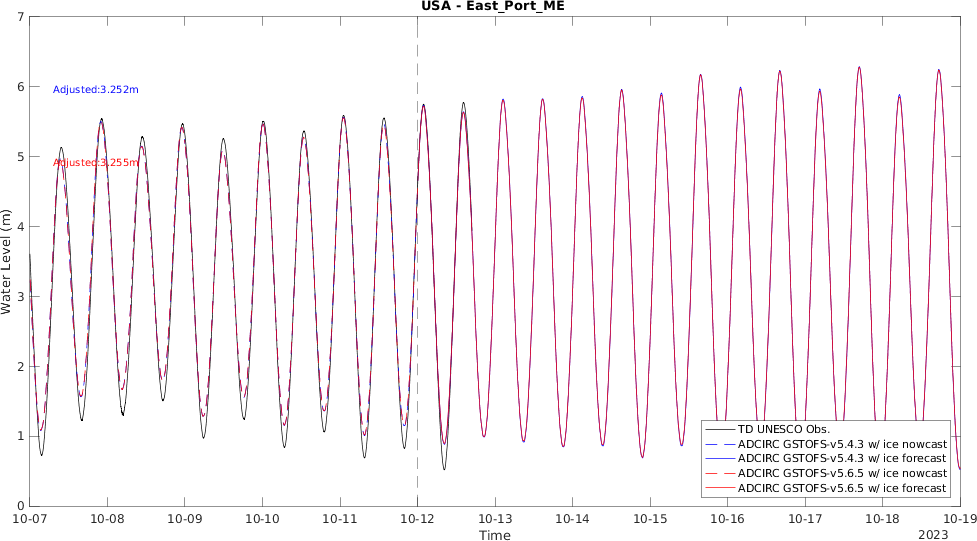 USA - East_Port_ME
7
6
5
4
3
2
1
0
Water Level (m)
Adjusted:3.252m
Adjusted:3.255m
TD UNESCO Obs.
ADCIRC GSTOFS-v5.4.3 w/ ice nowcast
ADCIRC GSTOFS-v5.4.3 w/ ice forecast
ADCIRC GSTOFS-v5.6.5 w/ ice nowcast
ADCIRC GSTOFS-v5.6.5 w/ ice forecast
10-07 10-08 10-09 10-10 10-11 10-12 10-13 10-14 10-15 10-16 10-17 10-18 10-19
Time
2023